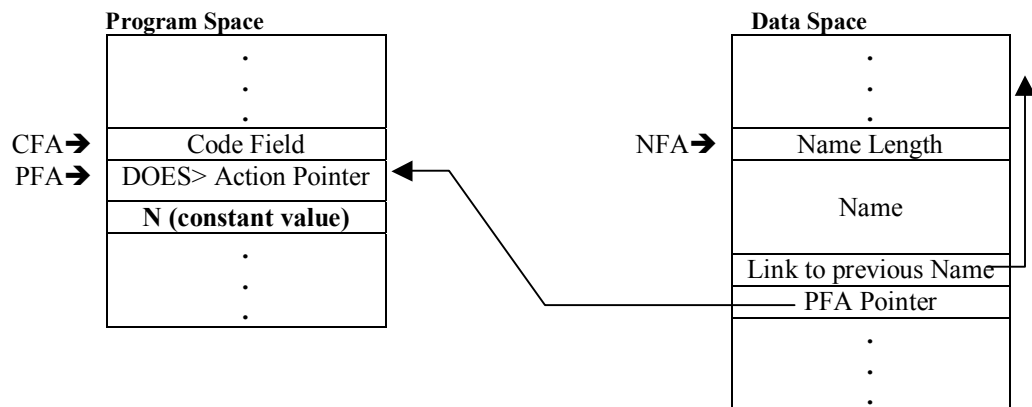 Program Space
.
.
.
CFA➔ Code Field
PFA➔ DOES> Action Pointer
N (constant value)
.
.
.
Data Space
.
.
.
NFA➔ Name Length
Name
Link to previous Name
PFA Pointer
.
.
.